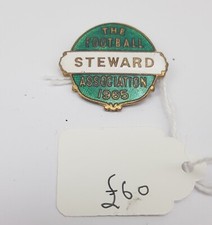 THE
FOOTBALL
STEWARD
ASSOCIATION
1965
£60